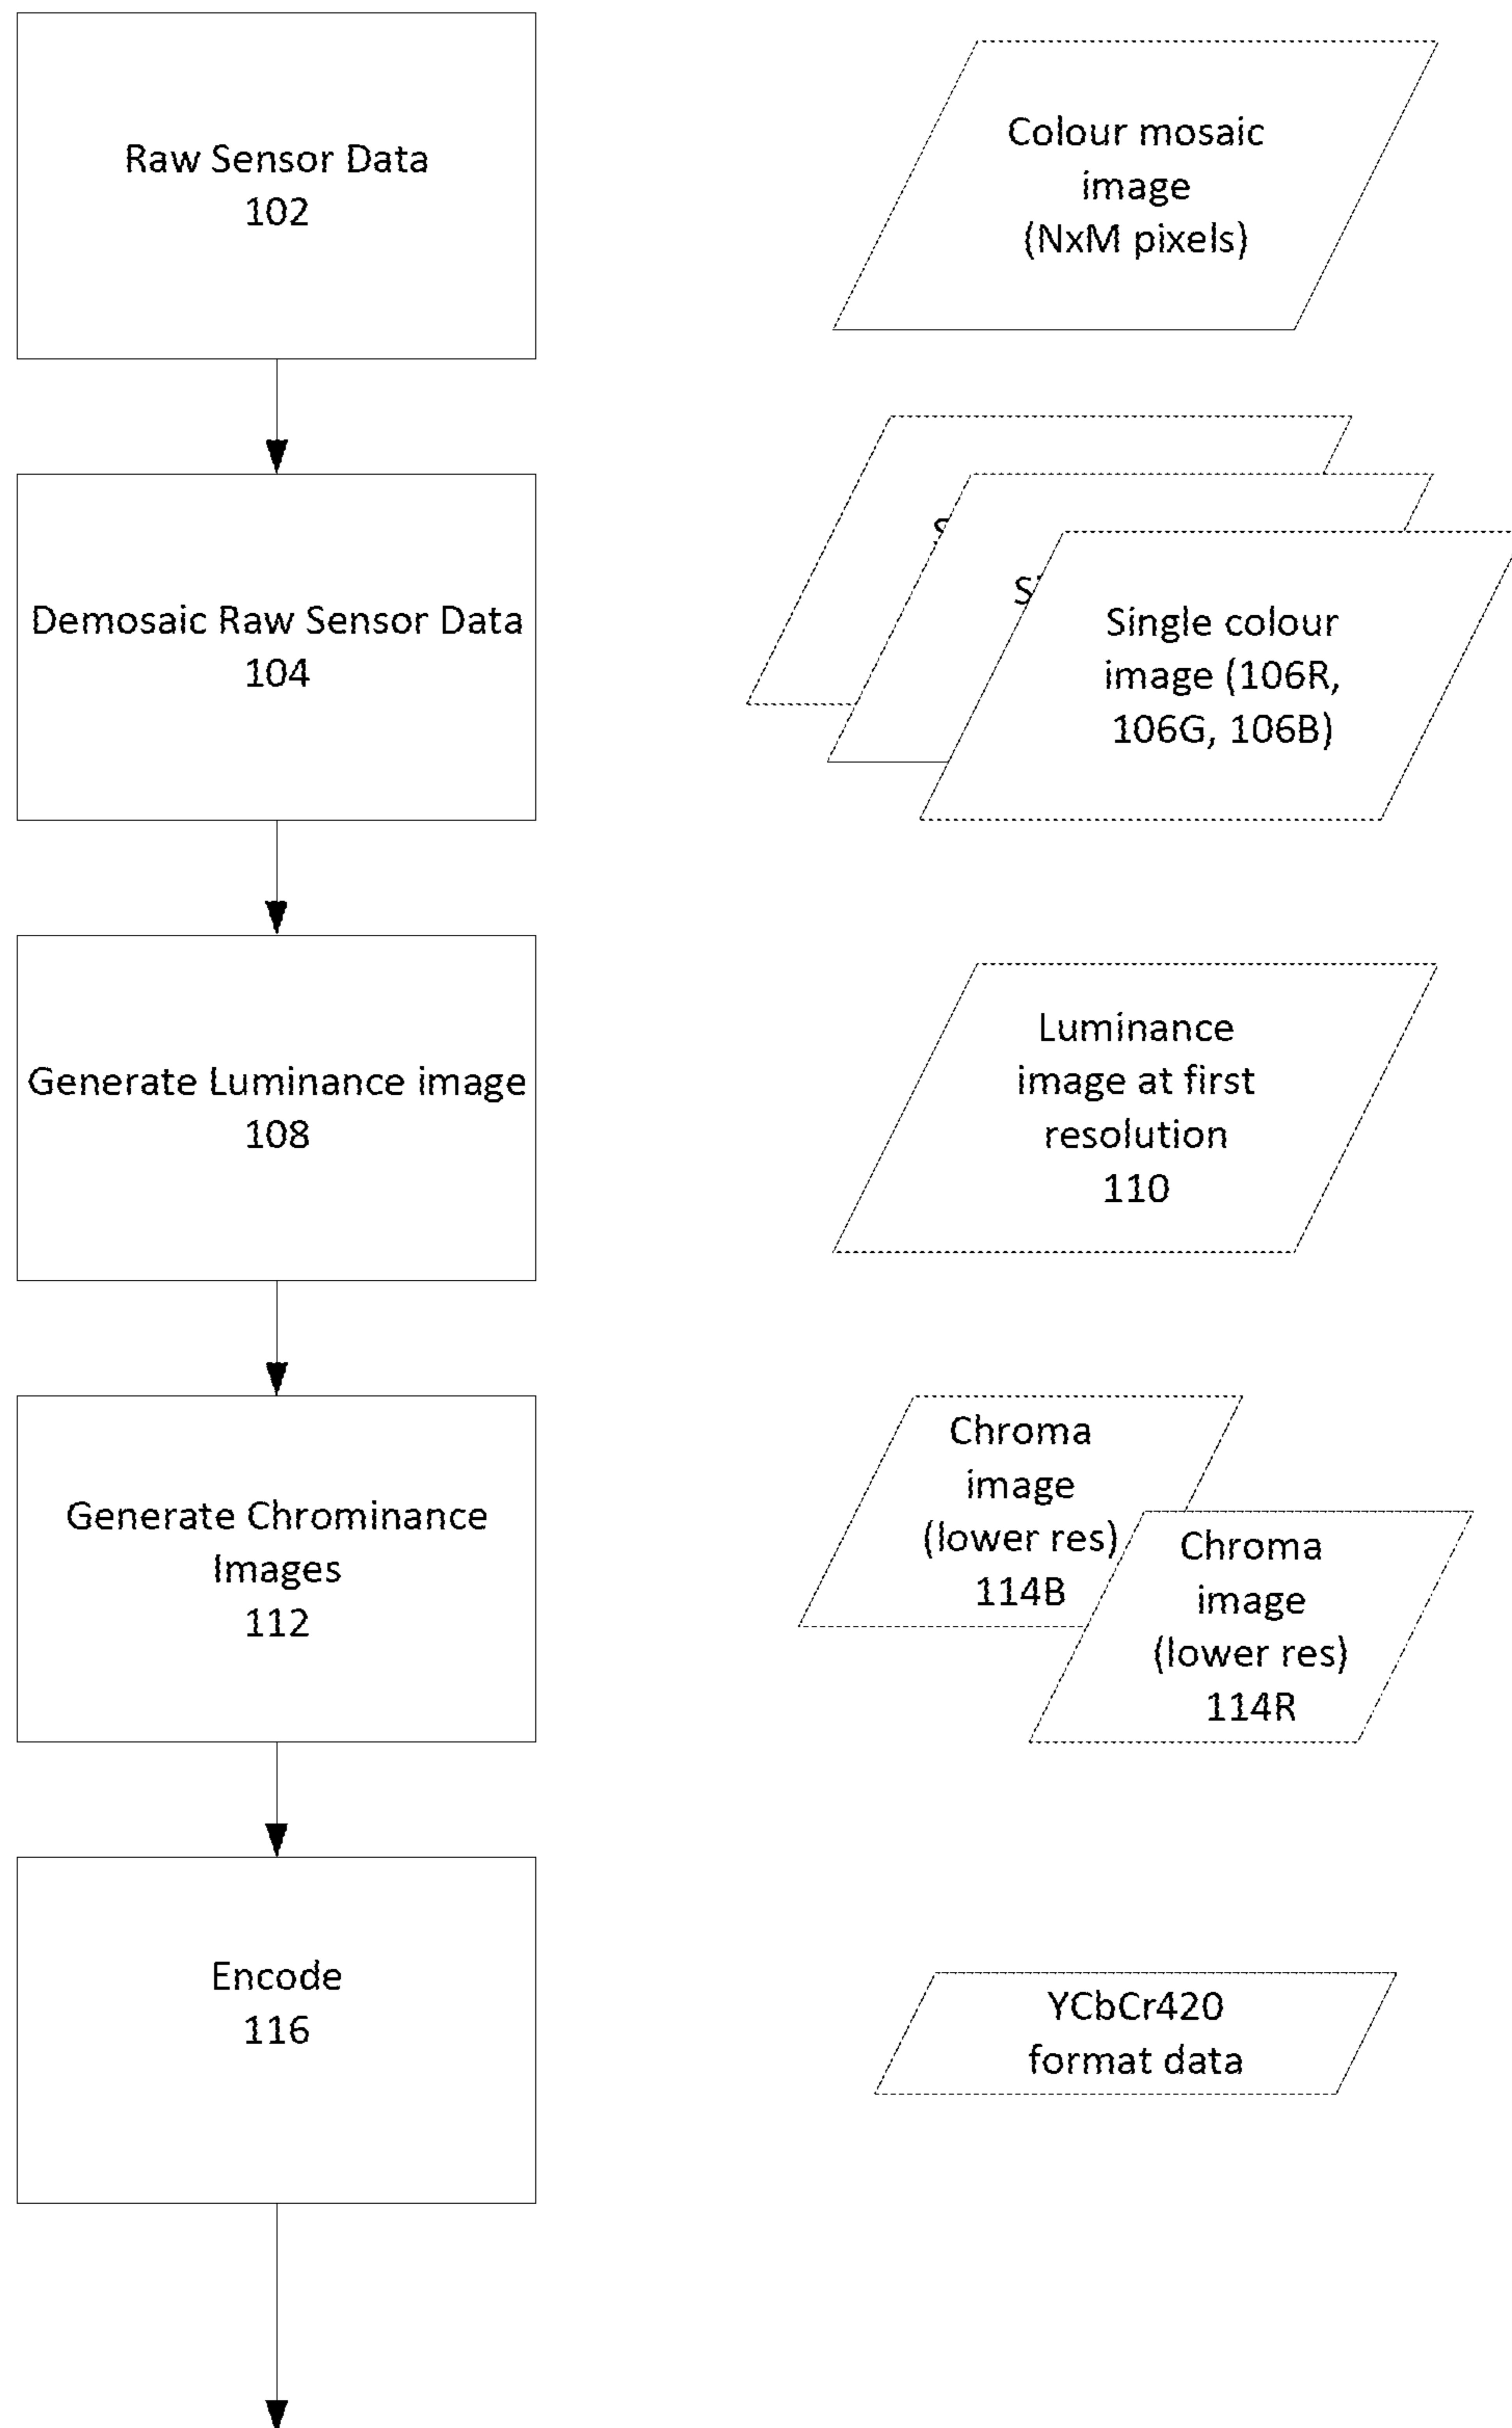 Raw Sensor Data
102
Colour mosaic
image
(NxM pixels)
Demosaic Raw Sensor Data
104
S
Si
Single colour
image (106R,
106G, 106B)
Generate Luminance image
108
Luminance
image at first
resolution
110
Generate Chrominance
Images
112
Chroma
image
(lower res)
114B
Chroma
image
(lower res)
114R
Encode
116
YCbCr420
format data